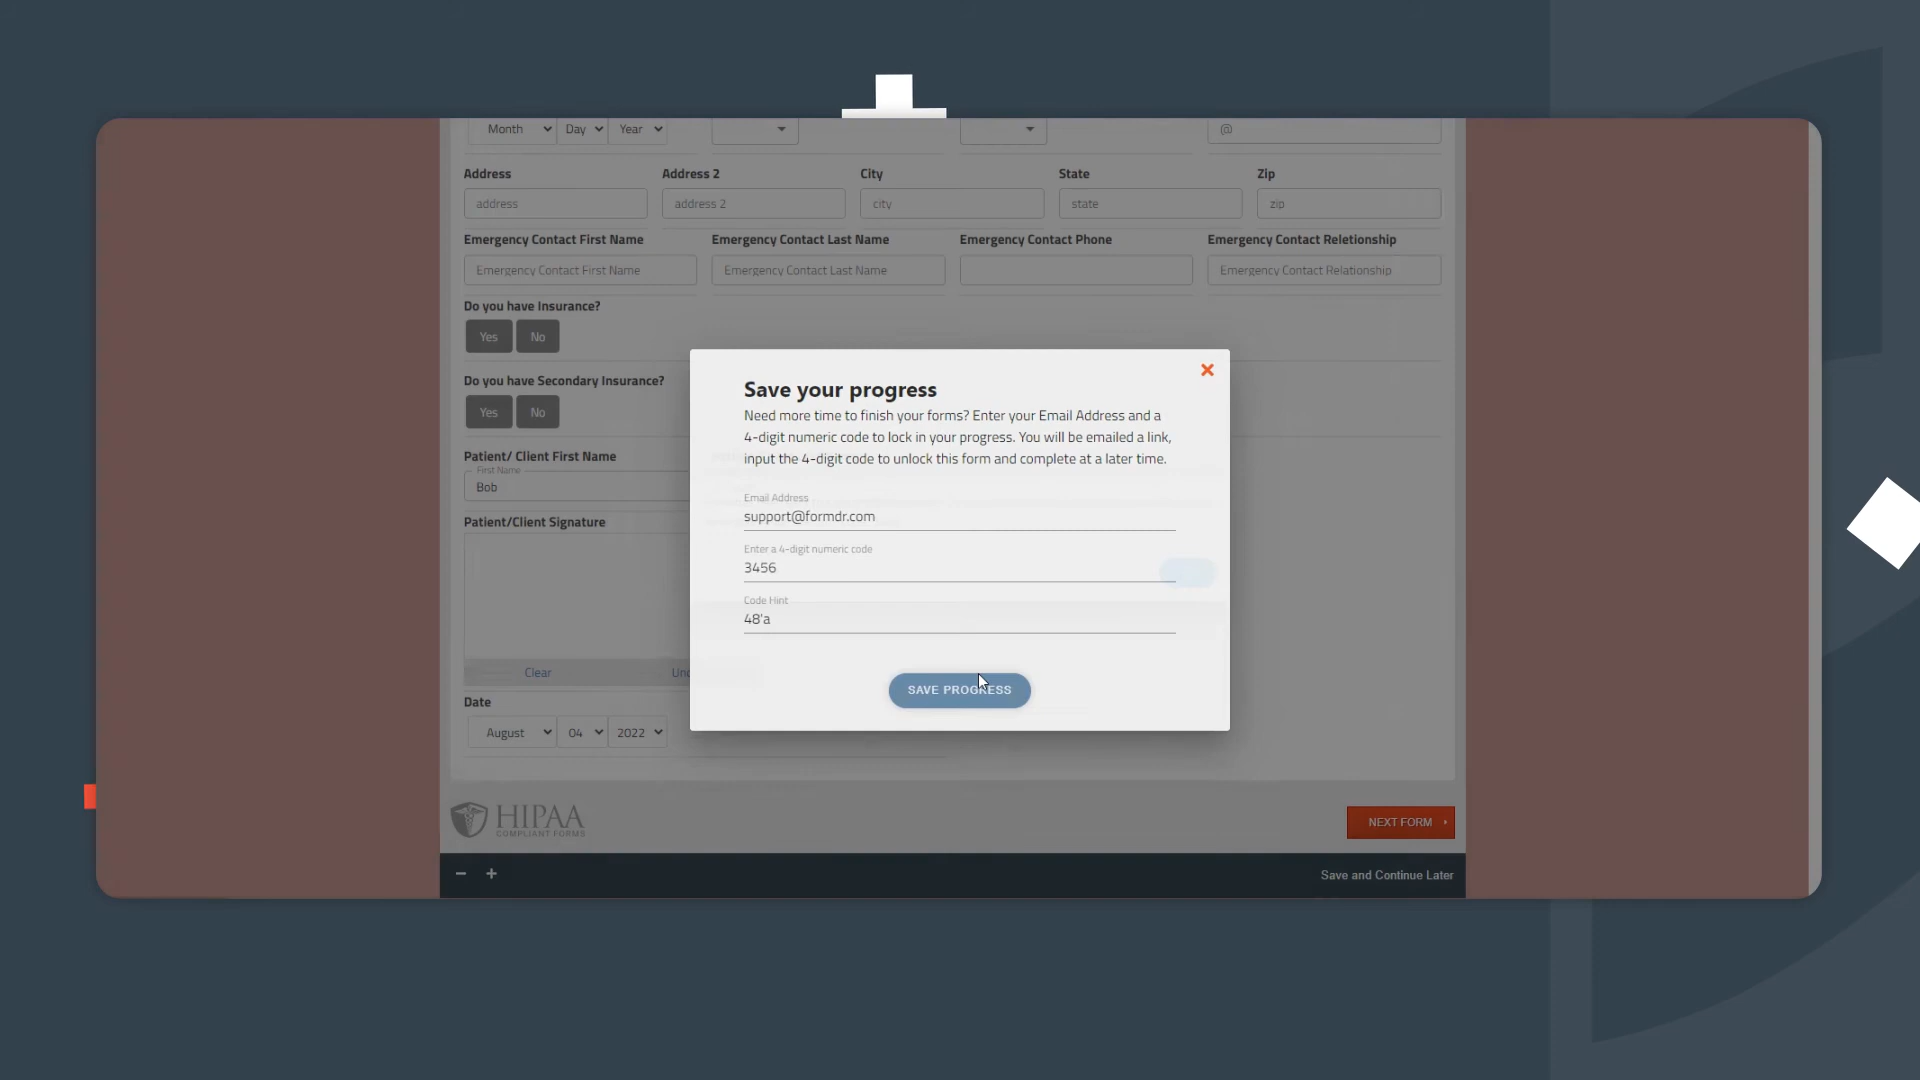 Month Day Year @
Address Address 2 City State Zip
address address 2 city state zip
Emergency Contact First Name Emergency Contact Last Name Emergency Contact Phone Emergency Contact Reletionship
Emergency Contact First Name Emergency Contact Last Name Emergency Contact Relationship
Do you have Insurance?
Yes No
Do you have Secondary Insurance?
Yes No
Patient/ Client First Name
First Name
Bob
Patient/Client Signature
Clear
Date
August 04 2022
Save your progress
Need more time to finish your forms? Enter your Email Address and a
4-digit numeric code to lock in your progress. You will be emailed a link,
input the 4-digit code to unlock this form and complete at a later time.
Email Address
support@formdr.com
Enter a 4-digit numeric code
3456
Code Hint
48'a
SAVE PROGRESS
HIPAA
COMPLIANT FORMS
NEXT FORM
− +
Save and Continue Later